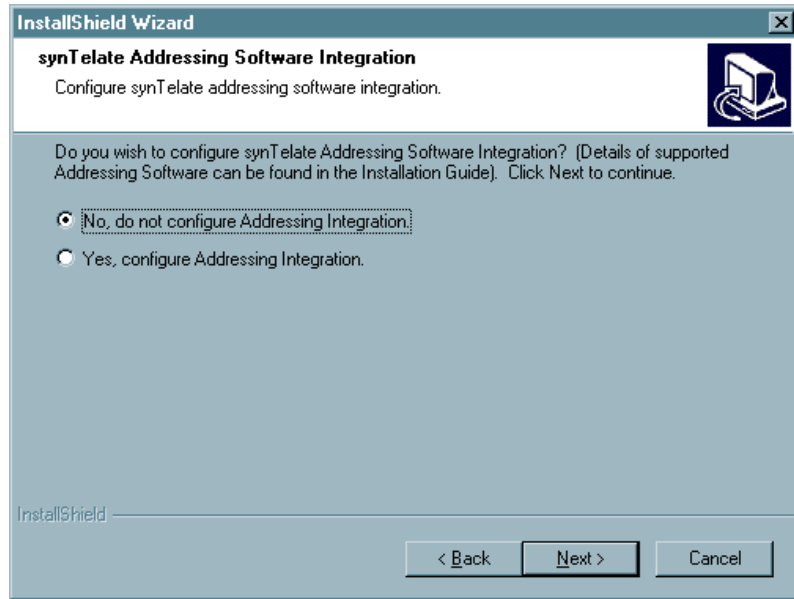 InstallShield Wizard
synTelate Addressing Software Integration
Configure synTelate addressing software integration.
Do you wish to configure synTelate Addressing Software Integration? (Details of supported
Addressing Software can be found in the Installation Guide). Click Next to continue.
No, do not configure Addressing Integration.
Yes, configure Addressing Integration.
InstallShield
< Back
Next >
Cancel